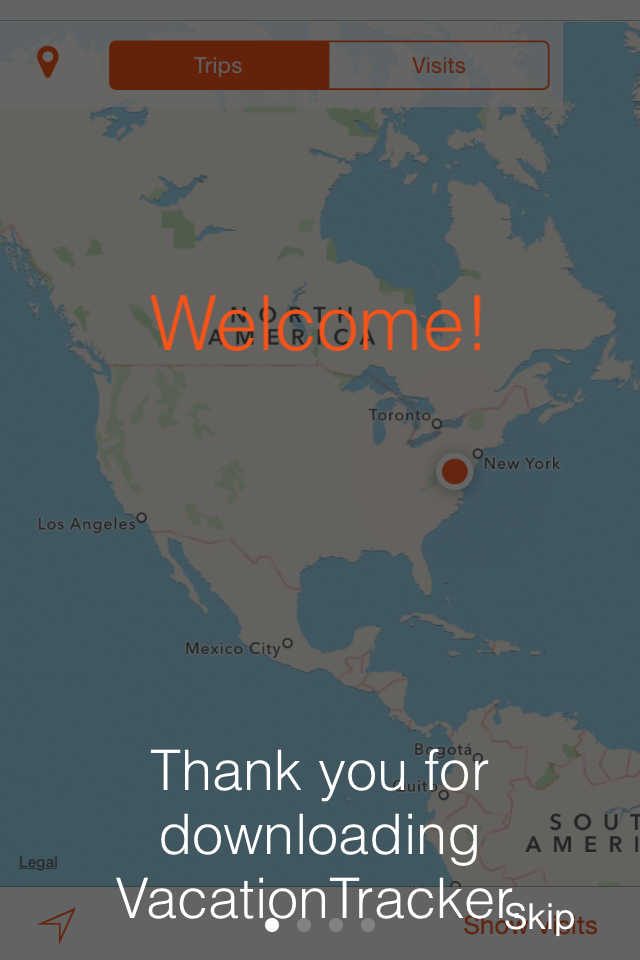 Trips Visits
Welcome!
NORTH
AMERICA
Toronto
New York
Los Angeles
Mexico City
Bogotá
Quito
Thank you for
downloading
VacationTracker
SOUT
AMERI
Legal
Skip
Show Visits